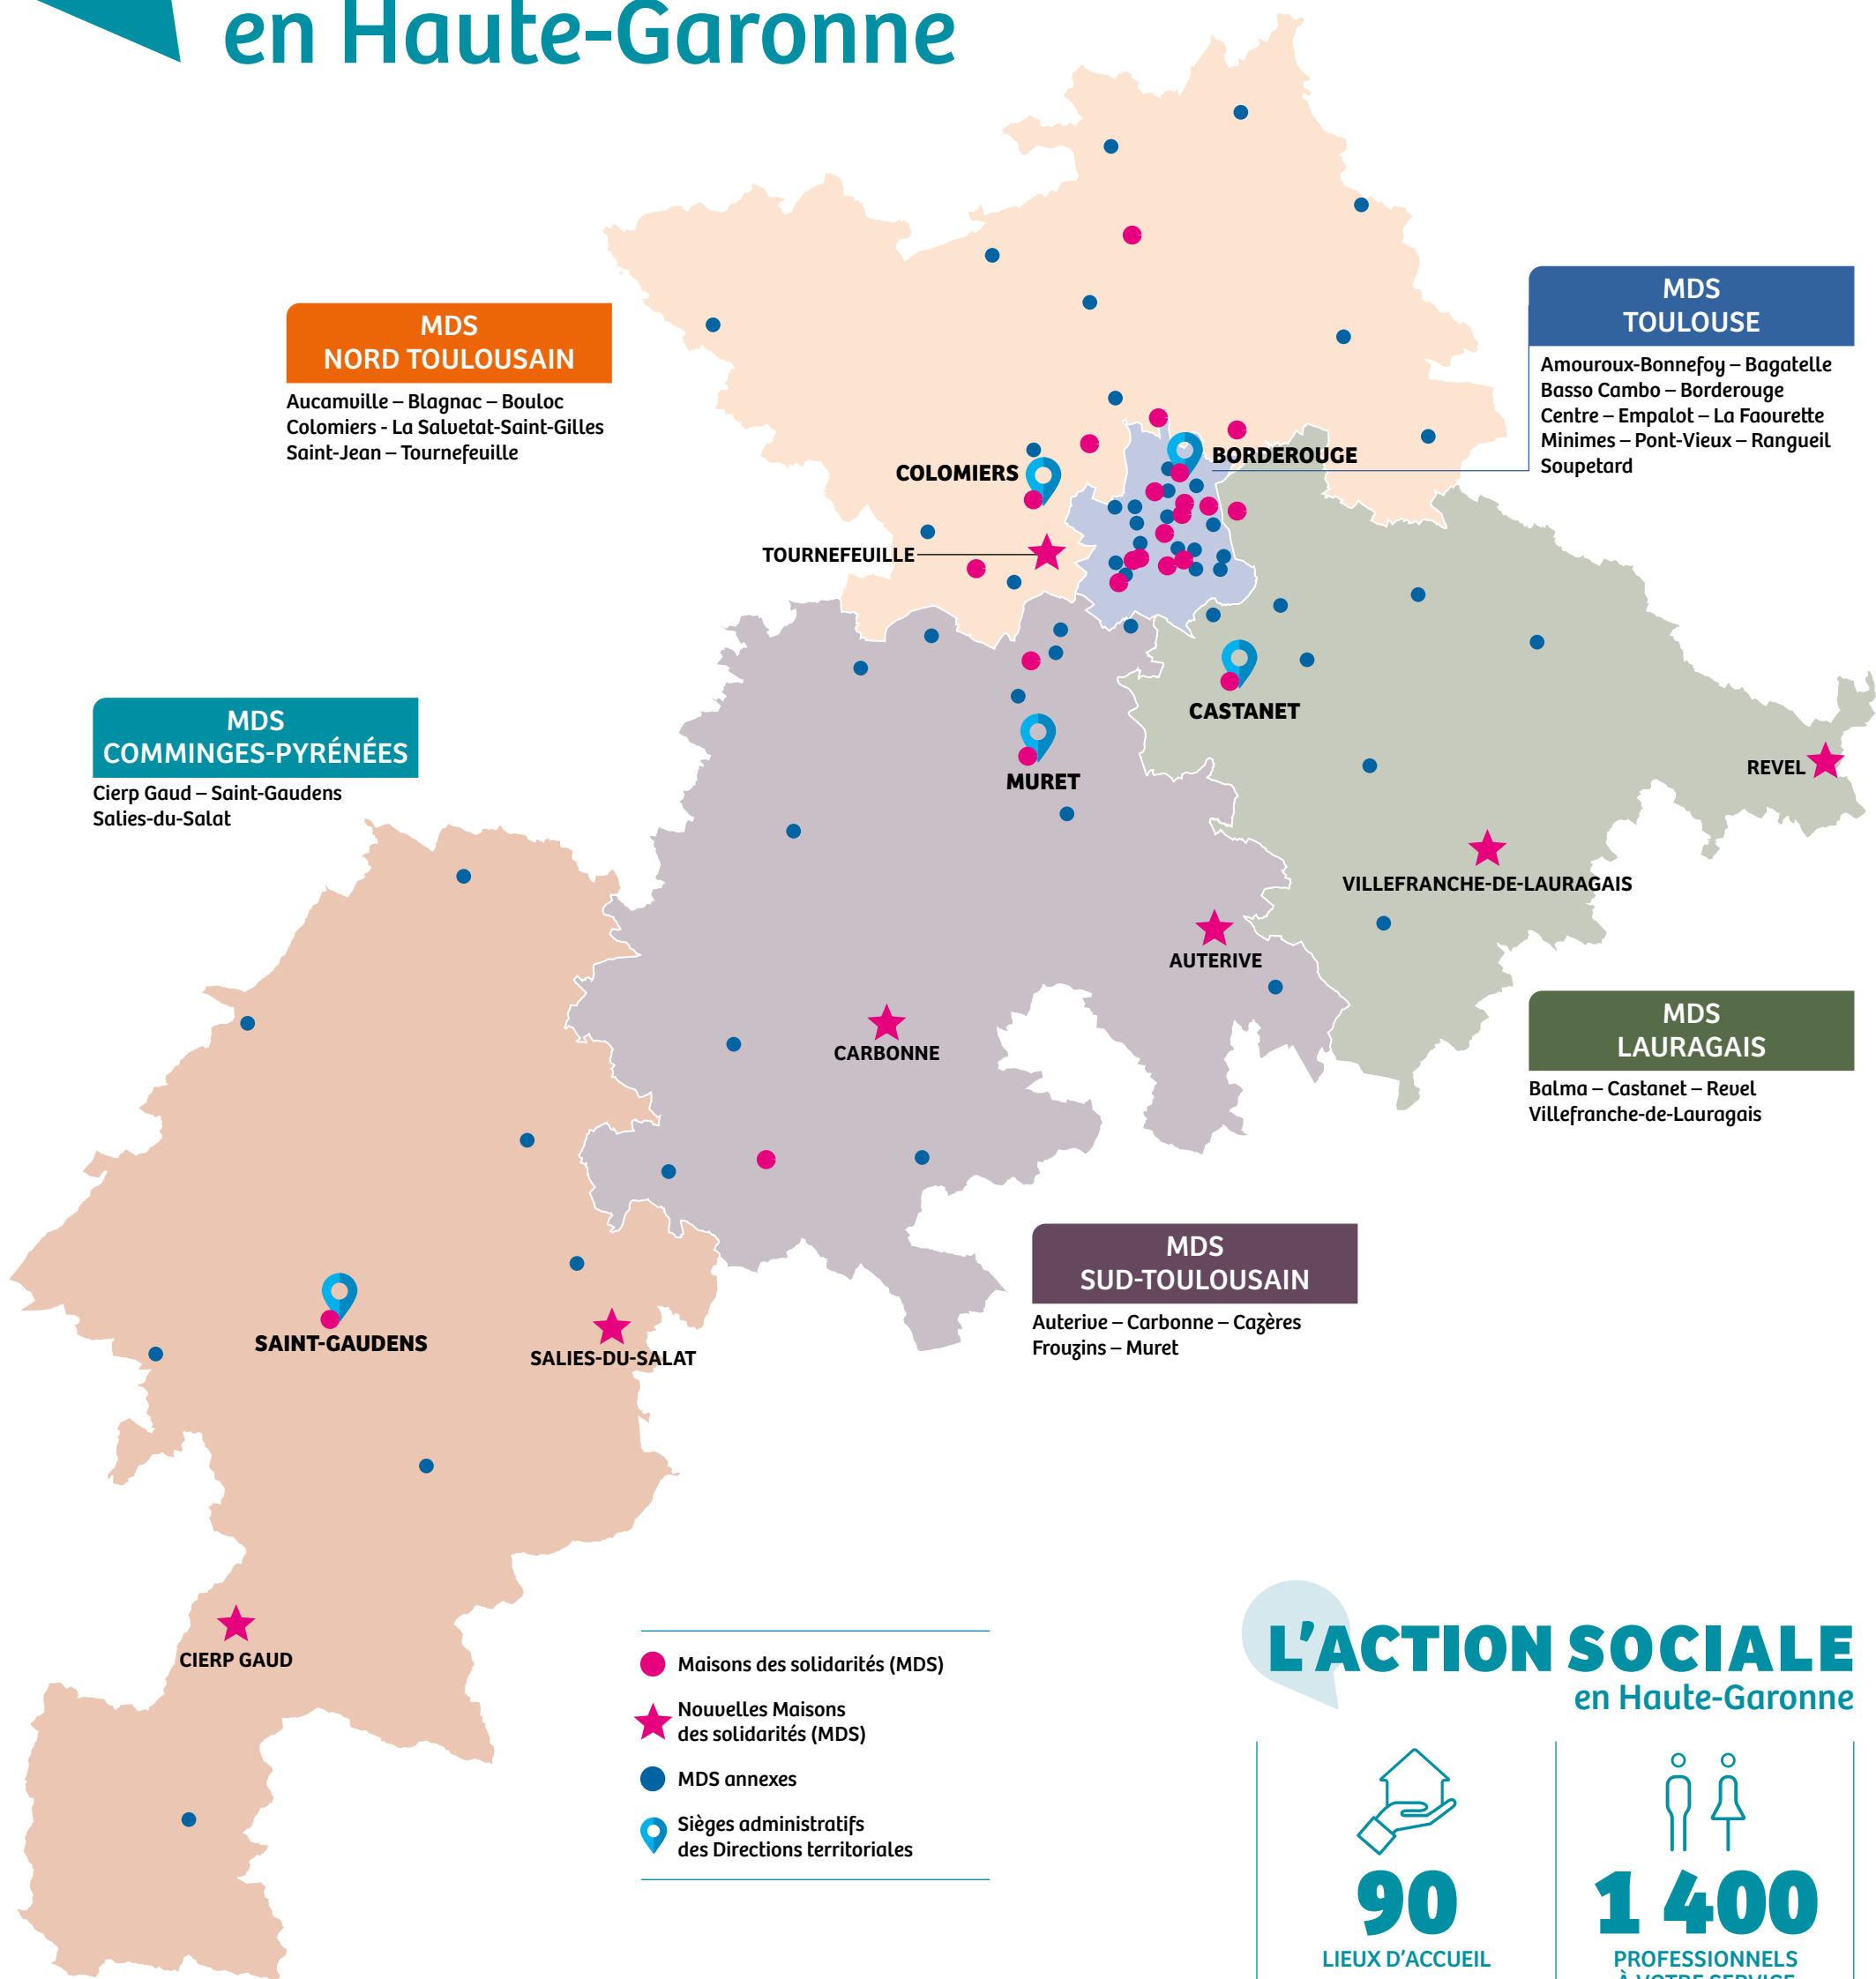 en Haute-Garonne
MDS
NORD TOULOUSAIN
Aucamville – Blagnac – Bouloc
Colomiers - La Salvetat-Saint-Gilles
Saint-Jean – Tournefeuille
MDS
TOULOUSE
Amouroux-Bonnefoy – Bagatelle
Basso Cambo – Borderouge
Centre – Empalot – La Faourette
Minimes – Pont-Vieux – Rangueil
Soupetard
BORDEROUGE
COLOMIERS
TOURNEFEUILLE
MDS
COMMINGES-PYRÉNÉES
Cierp Gaud – Saint-Gaudens
Salies-du-Salat
CASTANET
MURET
REVEL
VILLEFRANCHE-DE-LAURAGAIS
AUTERIVE
CARBONNE
MDS
LAURAGAIS
Balma – Castanet – Revel
Villefranche-de-Lauragais
MDS
SUD-TOULOUSAIN
Auterive – Carbonne – Cazères
Frouzins – Muret
SAINT-GAUDENS
SALIES-DU-SALAT
CIERP GAUD
Maisons des solidarités (MDS)
Nouvelles Maisons
des solidarités (MDS)
MDS annexes
Sièges administratifs
des Directions territoriales
L'ACTION SOCIALE
en Haute-Garonne
90
LIEUX D'ACCUEIL
1 400
PROFESSIONNELS
À VOTRE SERVICE